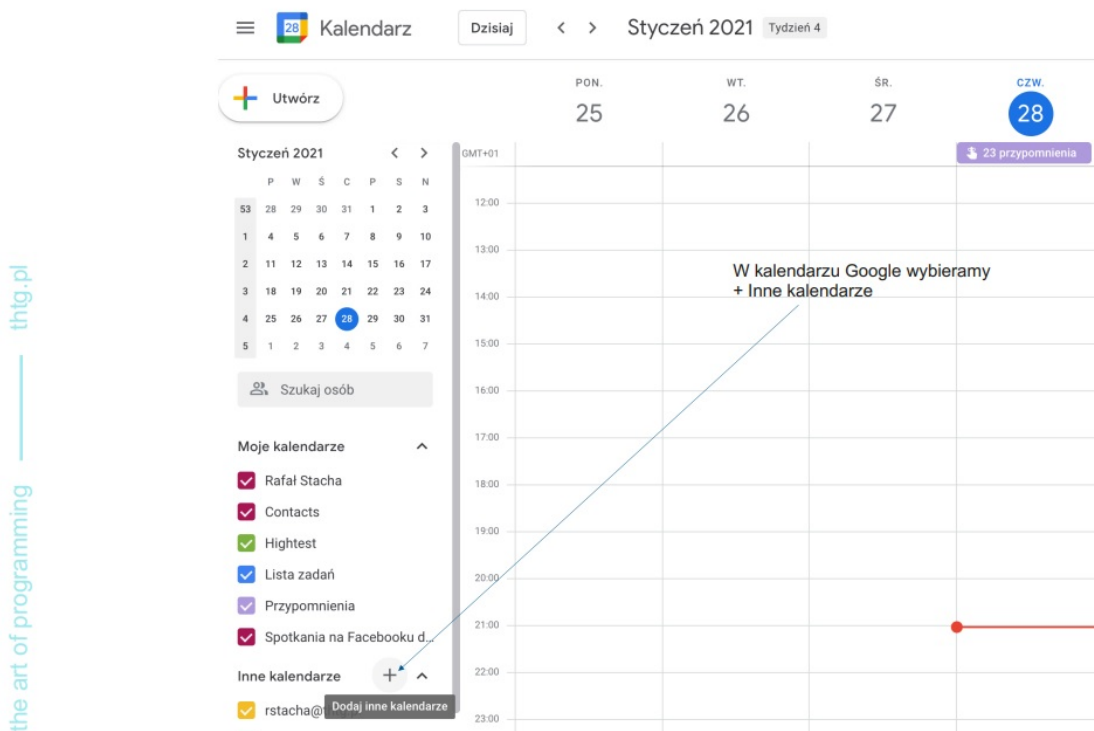 28
Kalendarz
Dzisiaj
Styczeń 2021
Tydzień 4
Utwórz
PON.
25
WT.
26
ŚR.
27
CZW.
28
GMT+01
23 przypomnienia
Styczeń 2021
P W Ś C P S N
53 28 29 30 31 1 2 3
1 4 5 6 7 8 9 10
2 11 12 13 14 15 16 17
3 18 19 20 21 22 23 24
4 25 26 27 28 29 30 31
5 1 2 3 4 5 6 7
Szukaj osób
Moje kalendarze
Rafał Stacha
Contacts
Hightest
Lista zadań
Przypomnienia
Spotkania na Facebooku d...
Inne kalendarze
+
Dodaj inne kalendarze
12:00
13:00
14:00
15:00
16:00
17:00
18:00
19:00
20:00
21:00
22:00
23:00
W kalendarzu Google wybieramy
+ Inne kalendarze
the art of programming
thtg.pl